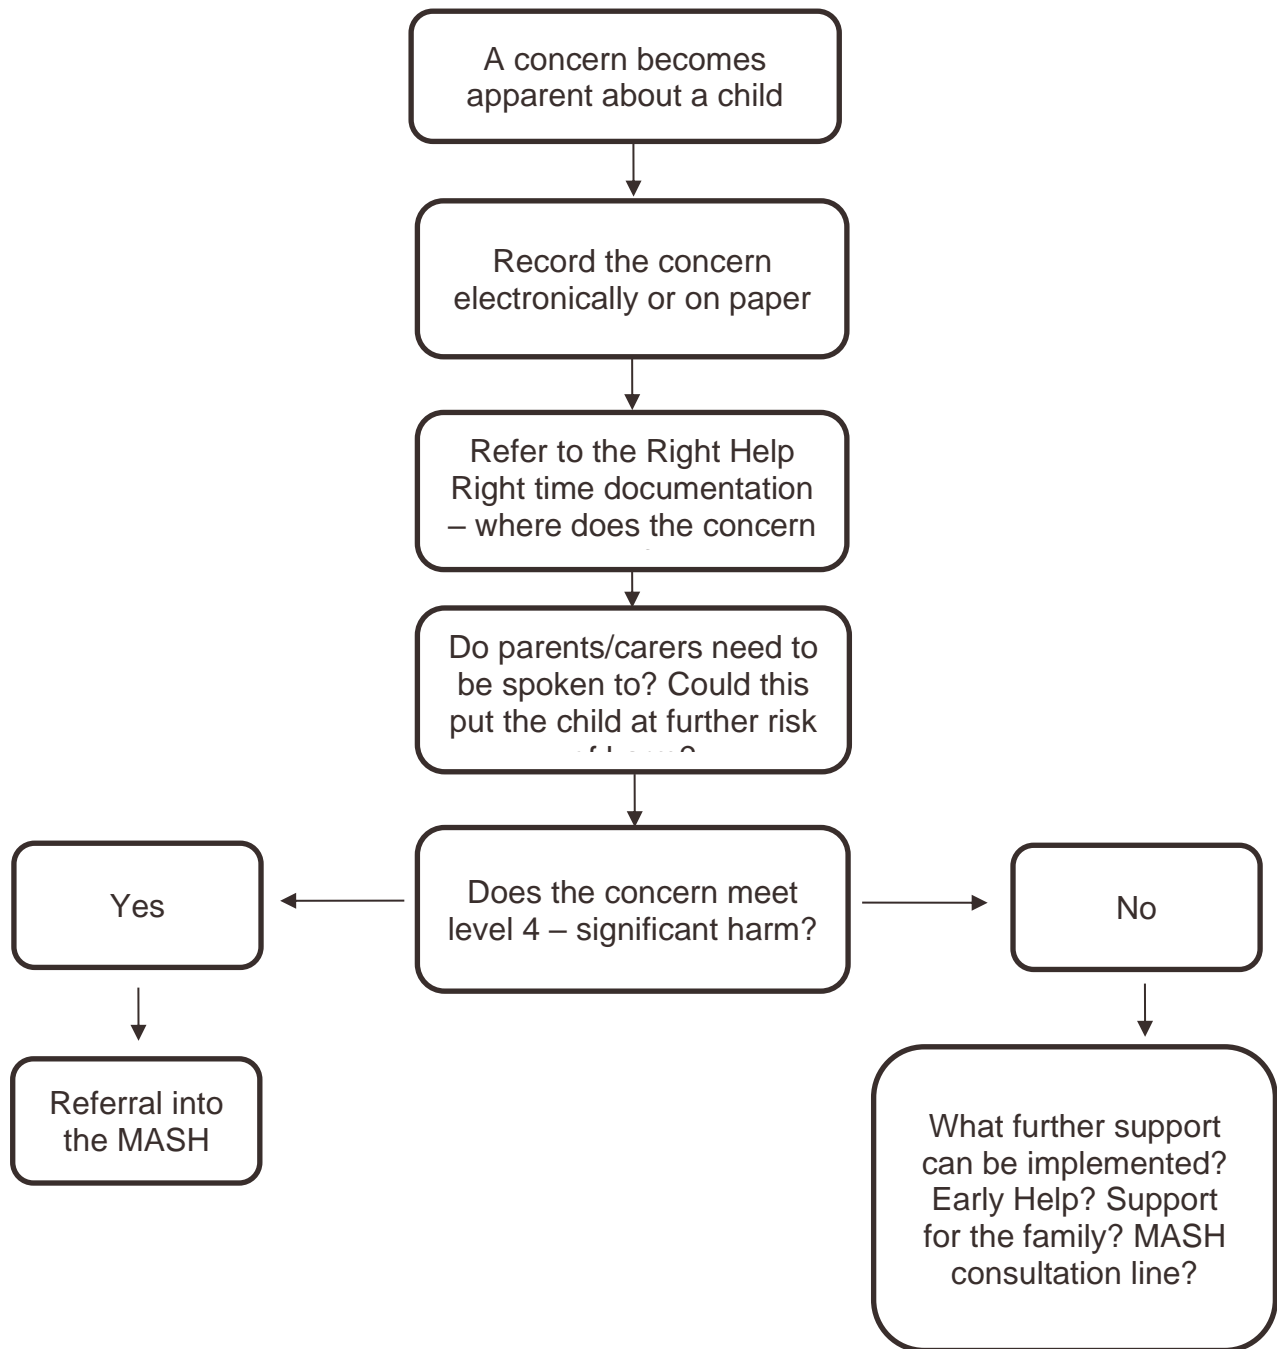 A concern becomes
apparent about a child
Record the concern
electronically or on paper
Refer to the Right Help
Right time documentation
– where does the concern
Do parents/carers need to
be spoken to? Could this
put the child at further risk
Does the concern meet
level 4 – significant harm?
Yes
No
Referral into
the MASH
What further support
can be implemented?
Early Help? Support
for the family? MASH
consultation line?